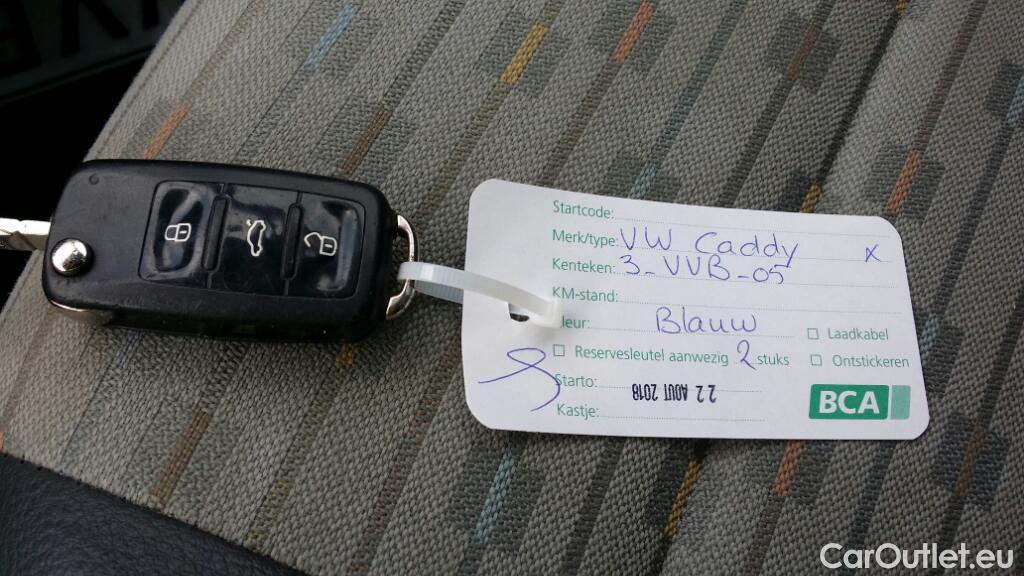 Startcode:
Merk/type: VW Caddy x
Kenteken: 3-VVB-05
KM-stand:
leur: Blauw
Laadkabel
Reservesleutel aanwezig 2 stuks
Ontstickeren
Starto: 22 AOUT 2018
Kastje:
BCA
CarOutlet.eu